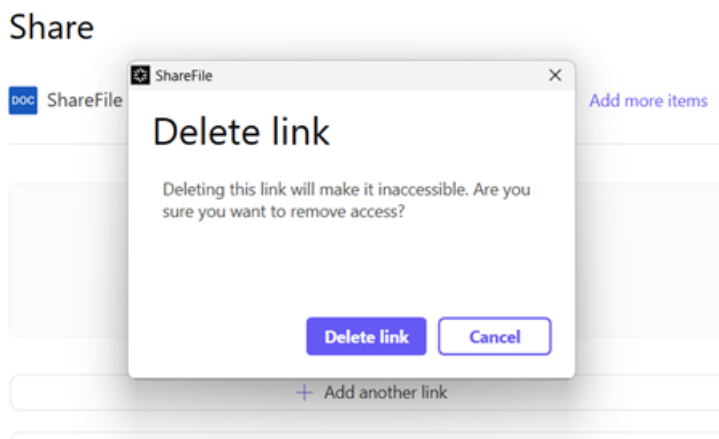 Share
ShareFile
DOC ShareFile
Add more items
Delete link
Deleting this link will make it inaccessible. Are you
sure you want to remove access?
Delete link
Cancel
+ Add another link